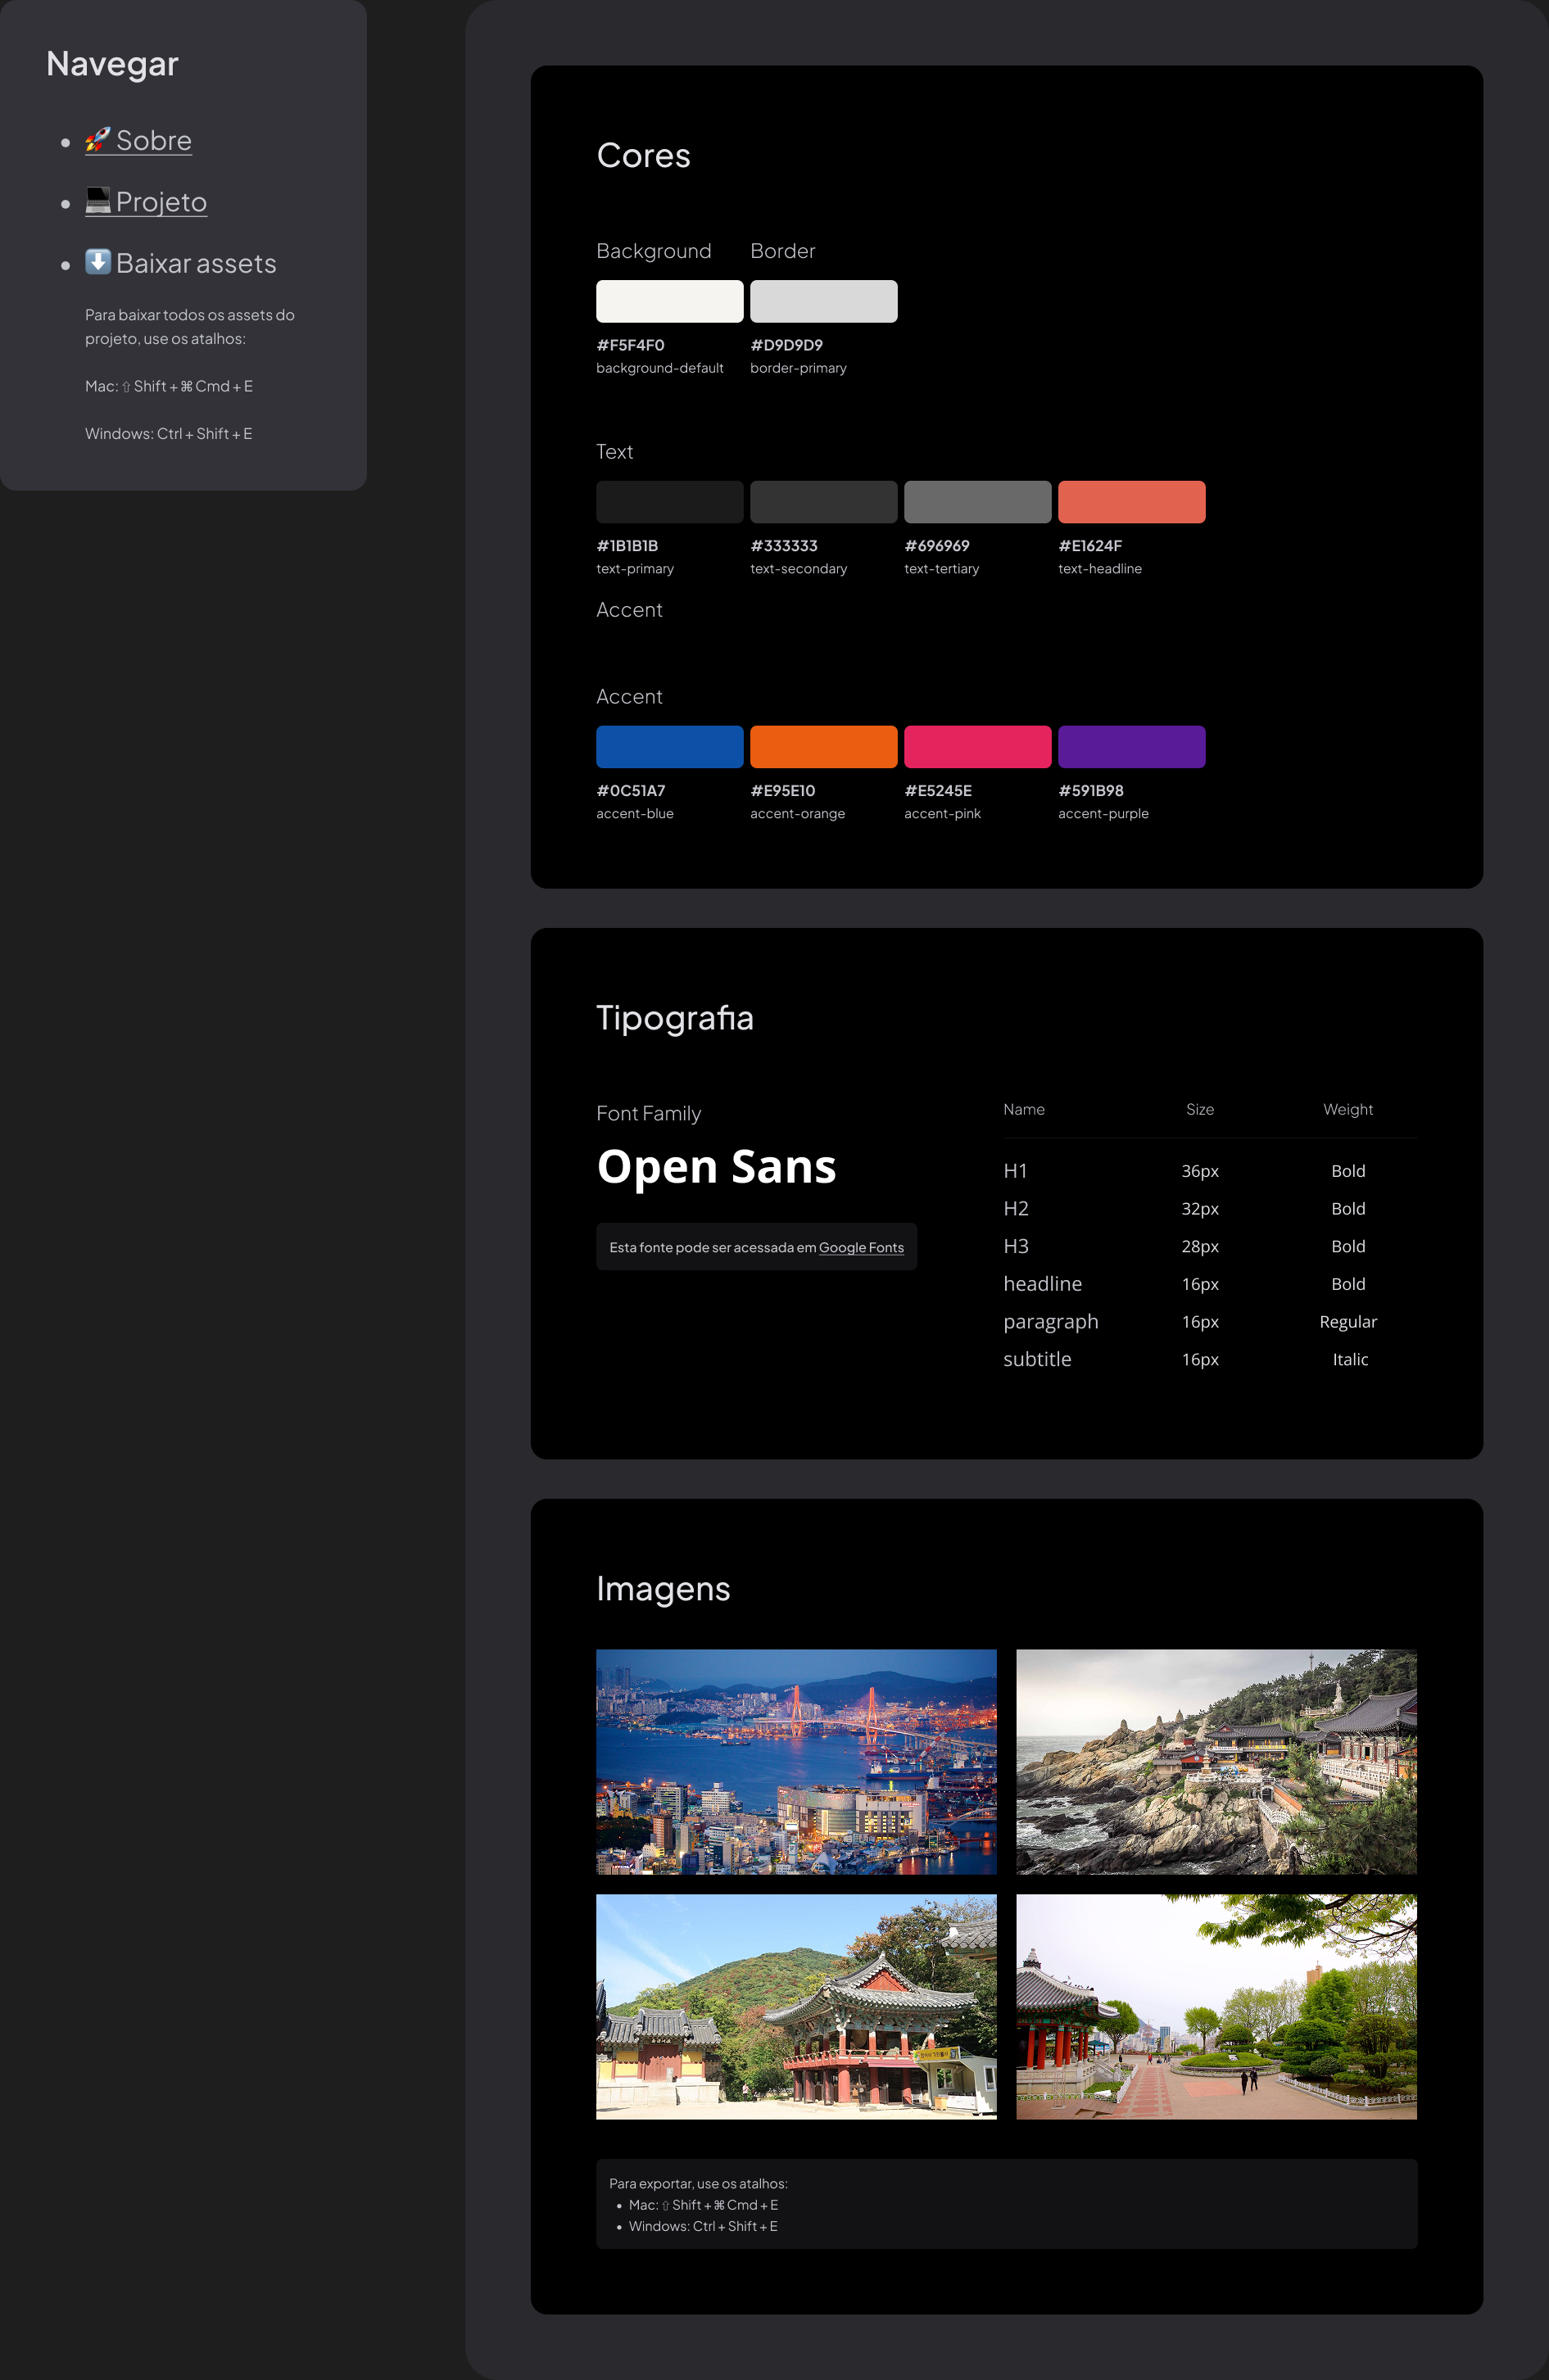 Navegar
🚀 Sobre
💻 Projeto
⬇️ Baixar assets
Para baixar todos os assets do
projeto, use os atalhos:
Mac: ⇧ Shift + ⌘ Cmd + E
Windows: Ctrl + Shift + E
Cores
Background Border
#F5F4F0 #D9D9D9
background-default border-primary
Text
#1B1B1B #333333 #696969 #E1624F
text-primary text-secondary text-tertiary text-headline
Accent
Accent
#0C51A7 #E95E10 #E5245E #591B98
accent-blue accent-orange accent-pink accent-purple
Tipografia
Font Family
Open Sans
Esta fonte pode ser acessada em Google Fonts
Name Size Weight
H1 36px Bold
H2 32px Bold
H3 28px Bold
headline 16px Bold
paragraph 16px Regular
subtitle 16px Italic
Imagens
Para exportar, use os atalhos:
Mac: ⇧ Shift + ⌘ Cmd + E
Windows: Ctrl + Shift + E